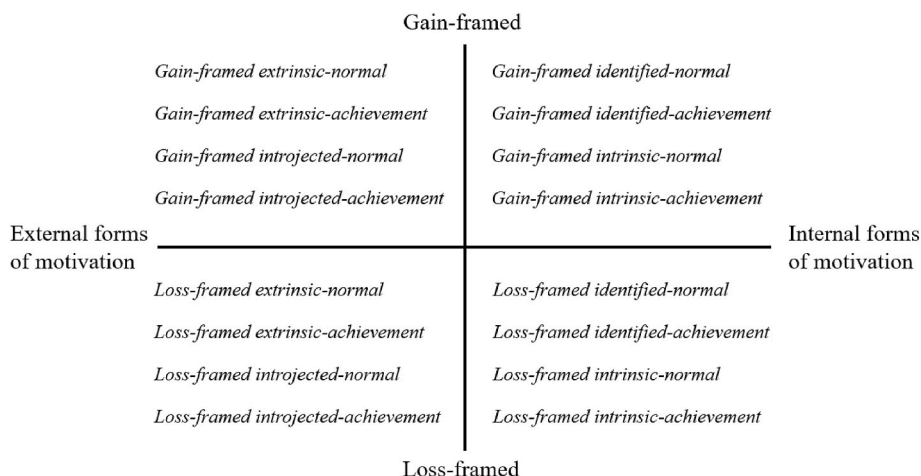 Gain-framed
Gain-framed extrinsic-normal
Gain-framed extrinsic-achievement
Gain-framed introjected-normal
Gain-framed introjected-achievement
Gain-framed identified-normal
Gain-framed identified-achievement
Gain-framed intrinsic-normal
Gain-framed intrinsic-achievement
External forms
of motivation
Internal forms
of motivation
Loss-framed extrinsic-normal
Loss-framed extrinsic-achievement
Loss-framed introjected-normal
Loss-framed introjected-achievement
Loss-framed identified-normal
Loss-framed identified-achievement
Loss-framed intrinsic-normal
Loss-framed intrinsic-achievement
Loss-framed